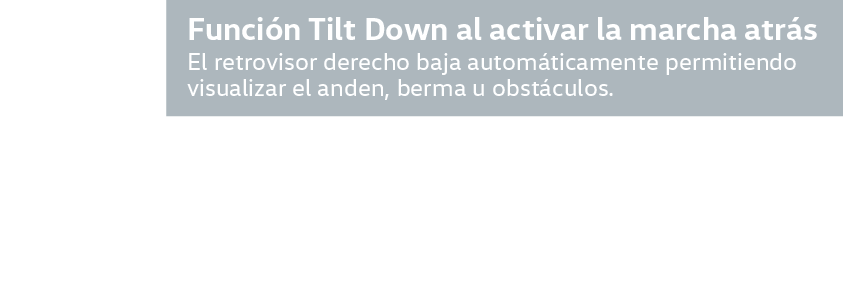 Función Tilt Down al activar la marcha atrás
El retrovisor derecho baja automáticamente permitiendo
visualizar el anden, berma u obstáculos.